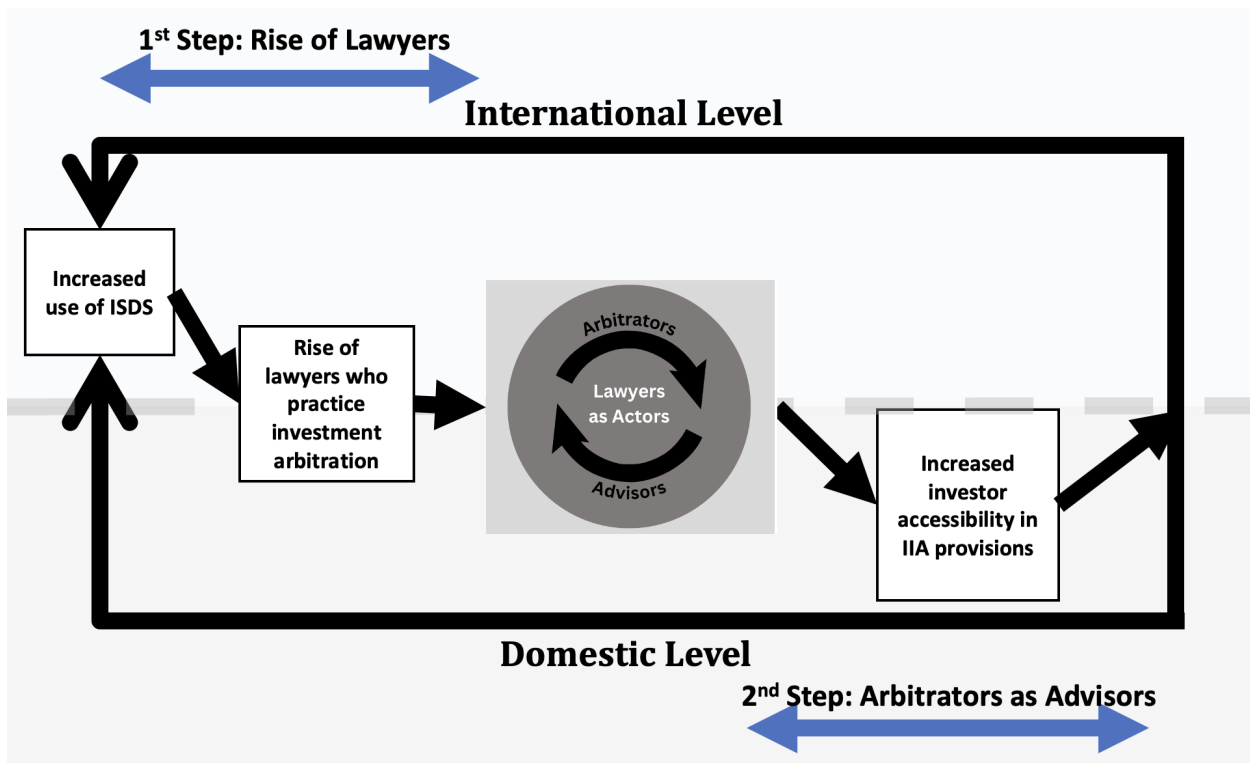 1st Step: Rise of Lawyers
International Level
Increased
use of ISDS
Rise of
lawyers who
practice
investment
arbitration
Arbitrators
Lawyers
as Actors
Advisors
Increased
investor
accessibility in
IIA provisions
Domestic Level
2nd Step: Arbitrators as Advisors